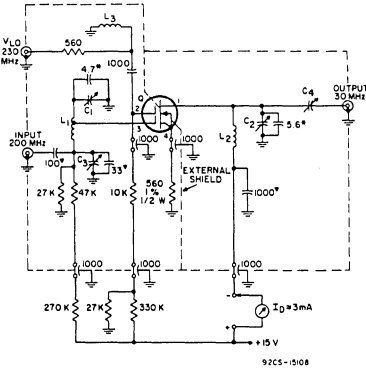 L3
VLO
230
MHz
560
4.7*
1000
C1
Q
2
1
3
4
L1
C4
OUTPUT
30 MHz
INPUT
200 MHz
100▼
C3
33▼
1000
1000
L2
C2
5.6*
27K
47K
10K
560
1%
1/2 W
EXTERNAL
SHIELD
1000▼
1000
1000
1000
270 K
27K
330K
-
ID≈3mA
+
+15 V
92CS-15108